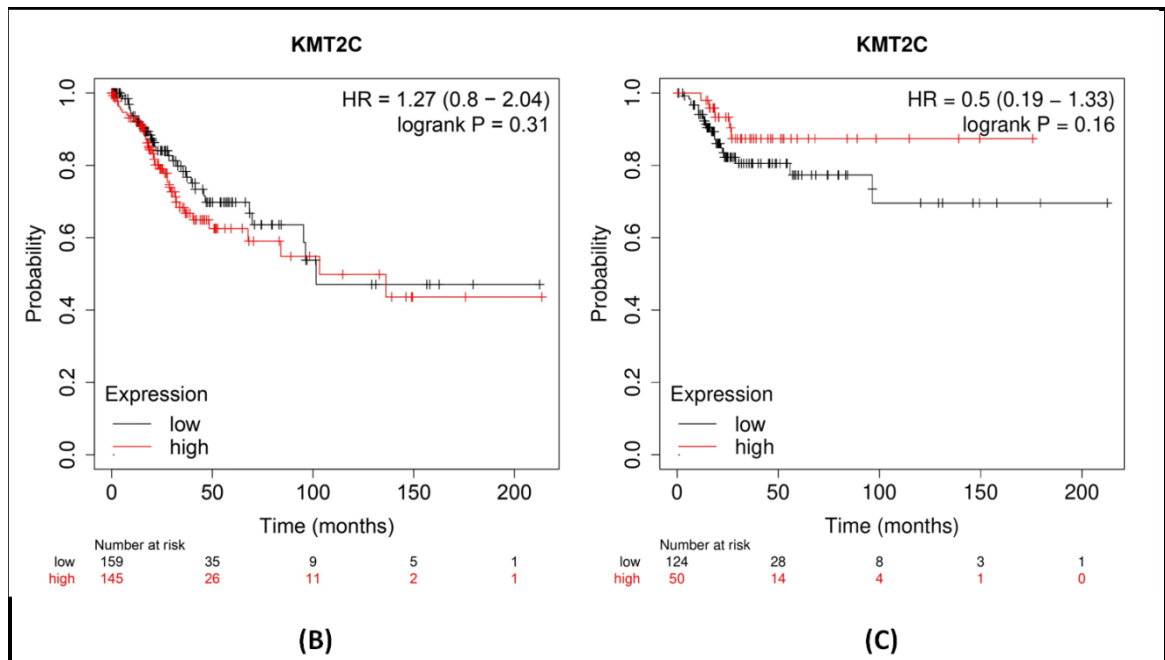 KMT2C
HR = 1.27 (0.8 − 2.04)
logrank P = 0.31
Probability
1.0
0.8
0.6
0.4
0.2
0.0
Expression
low
high
0 50 100 150 200
Time (months)
Number at risk
low 159 35 9 5 1
high 145 26 11 2 1
(B)
KMT2C
HR = 0.5 (0.19 − 1.33)
logrank P = 0.16
Probability
1.0
0.8
0.6
0.4
0.2
0.0
Expression
low
high
0 50 100 150 200
Time (months)
Number at risk
low 124 28 8 3 1
high 50 14 4 1 0
(C)